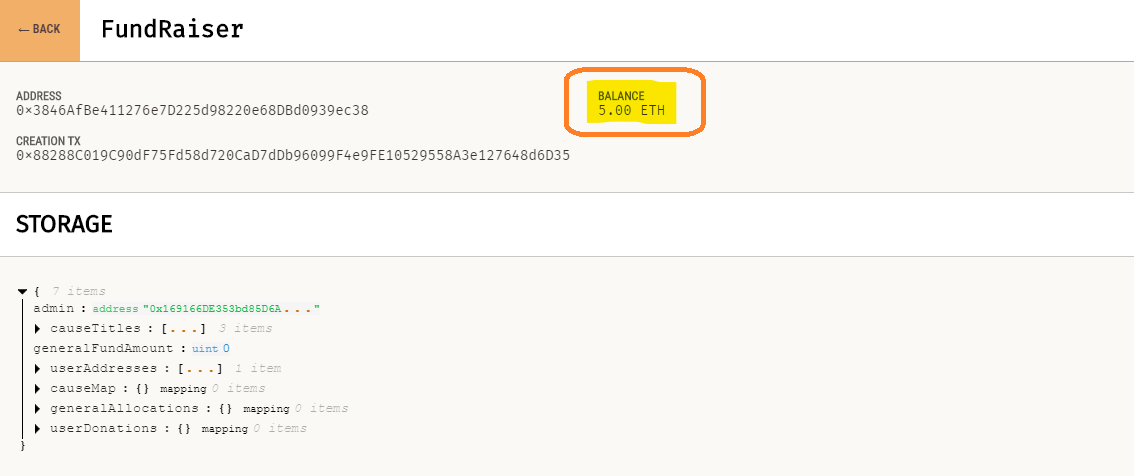 ← BACK
FundRaiser
ADDRESS
0×3846AfBe411276e7D225d98220e68DBd0939ec38
BALANCE
5.00 ETH
CREATION TX
0×88288C019C90dF75Fd58d720CaD7dDb96099F4e9FE10529558A3e127648d6D35
STORAGE
{ 7 items
admin : address "0x169166DE353bd85D6A..."
causeTitles : [...] 3 items
generalFundAmount : uint 0
userAddresses : [...] 1 item
causeMap : {} mapping 0 items
generalAllocations : {} mapping 0 items
userDonations : {} mapping 0 items
}